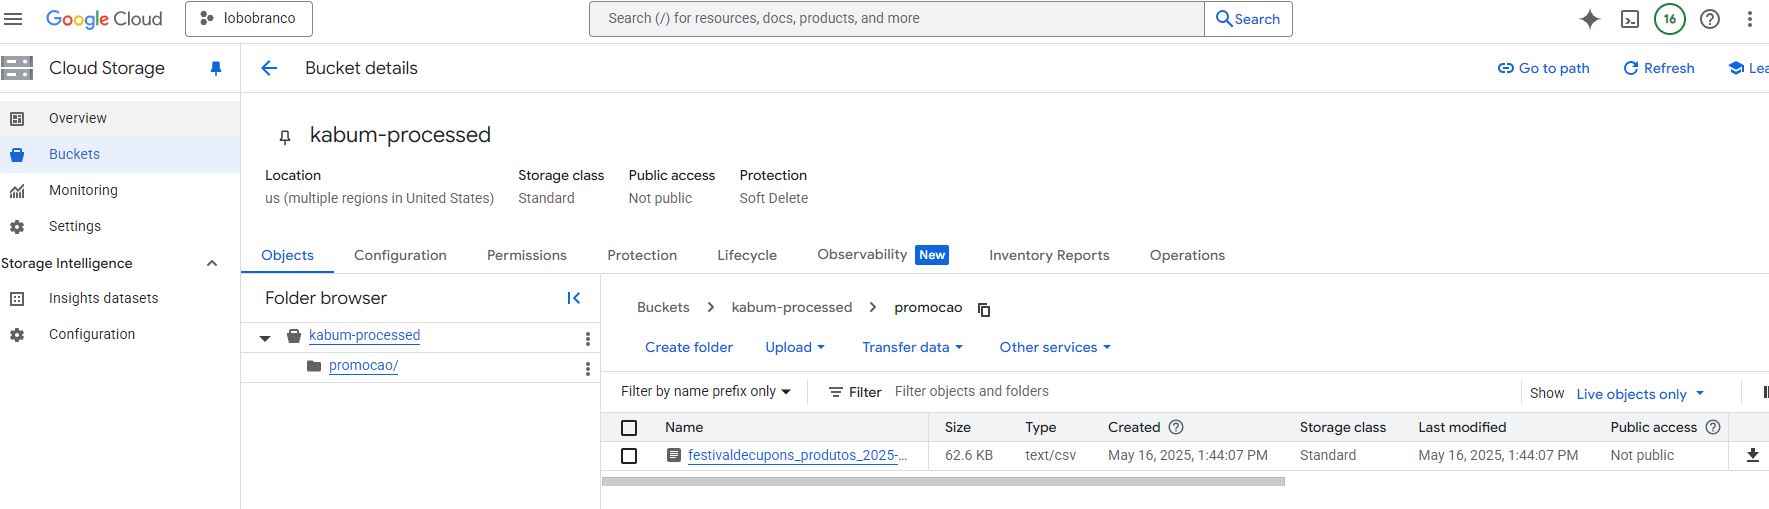 Google Cloud
lobobranco
Search (/) for resources, docs, products, and more
Search
16
Cloud Storage
Bucket details
Go to path
Refresh
Lea
Overview
Buckets
Monitoring
Settings
Storage Intelligence
Insights datasets
Configuration
kabum-processed
Location Storage class Public access Protection
us (multiple regions in United States) Standard Not public Soft Delete
Objects Configuration Permissions Protection Lifecycle Observability New Inventory Reports Operations
Folder browser
kabum-processed
promocao/
Buckets > kabum-processed > promocao
Create folder Upload Transfer data Other services
Filter by name prefix only Filter Filter objects and folders Show Live objects only
Name Size Type Created Storage class Last modified Public access
festivaldecupons_produtos_2025-... 62.6 KB text/csv May 16, 2025, 1:44:07 PM Standard May 16, 2025, 1:44:07 PM Not public